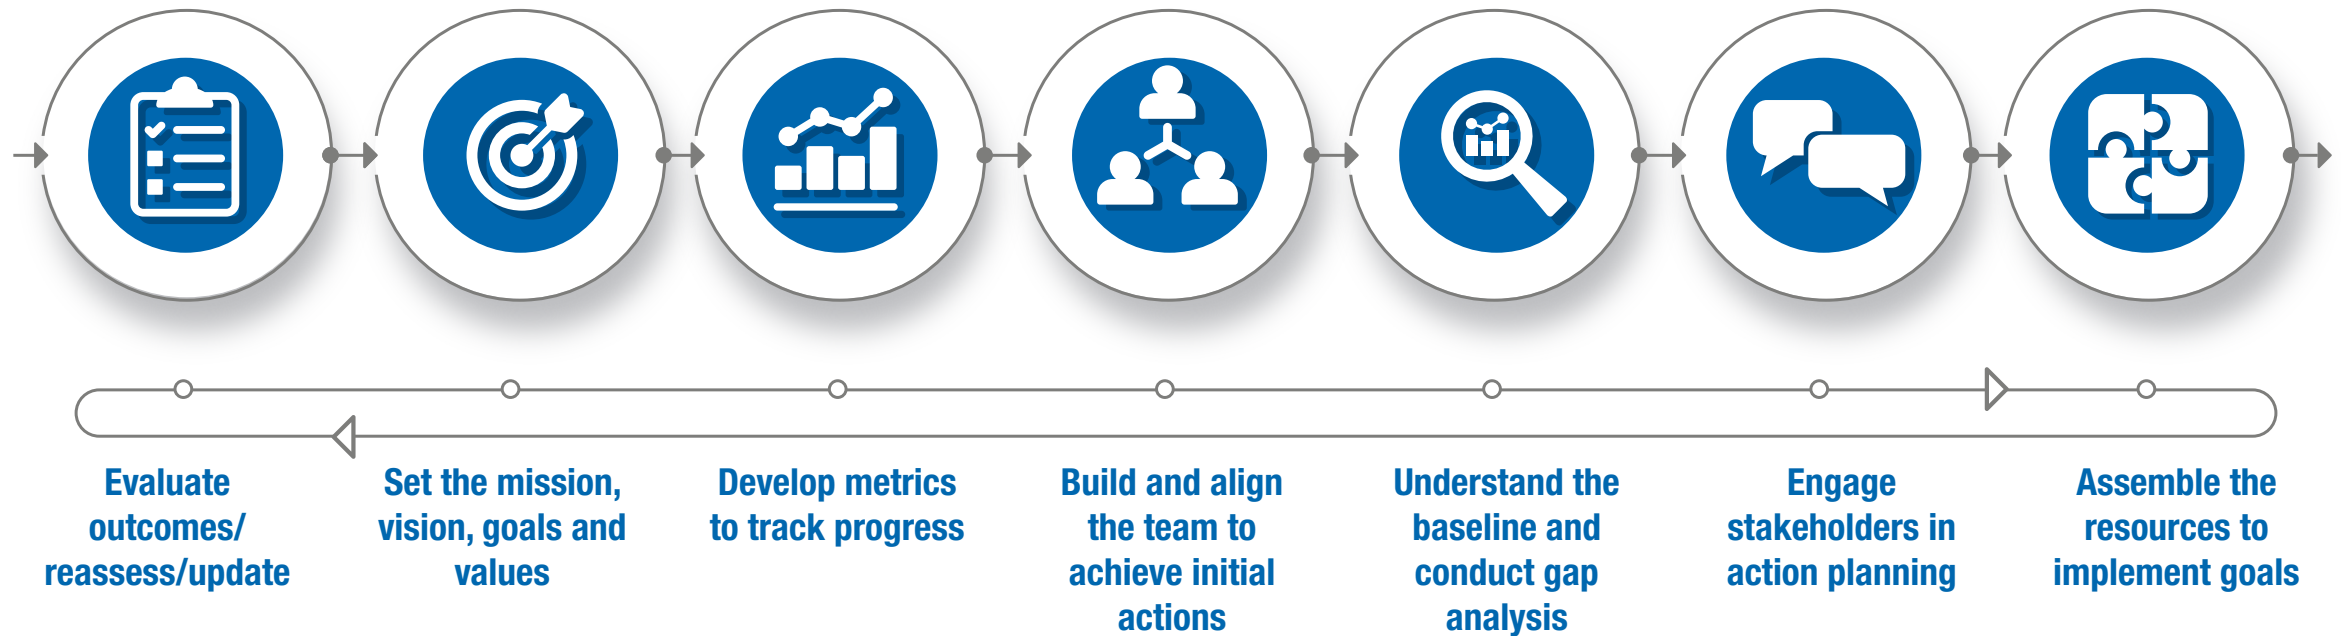 Evaluate
outcomes/
reassess/update
Set the mission,
vision, goals and
values
Develop metrics
to track progress
Build and align
the team to
achieve initial
actions
Understand the
baseline and
conduct gap
analysis
Engage
stakeholders in
action planning
Assemble the
resources to
implement goals